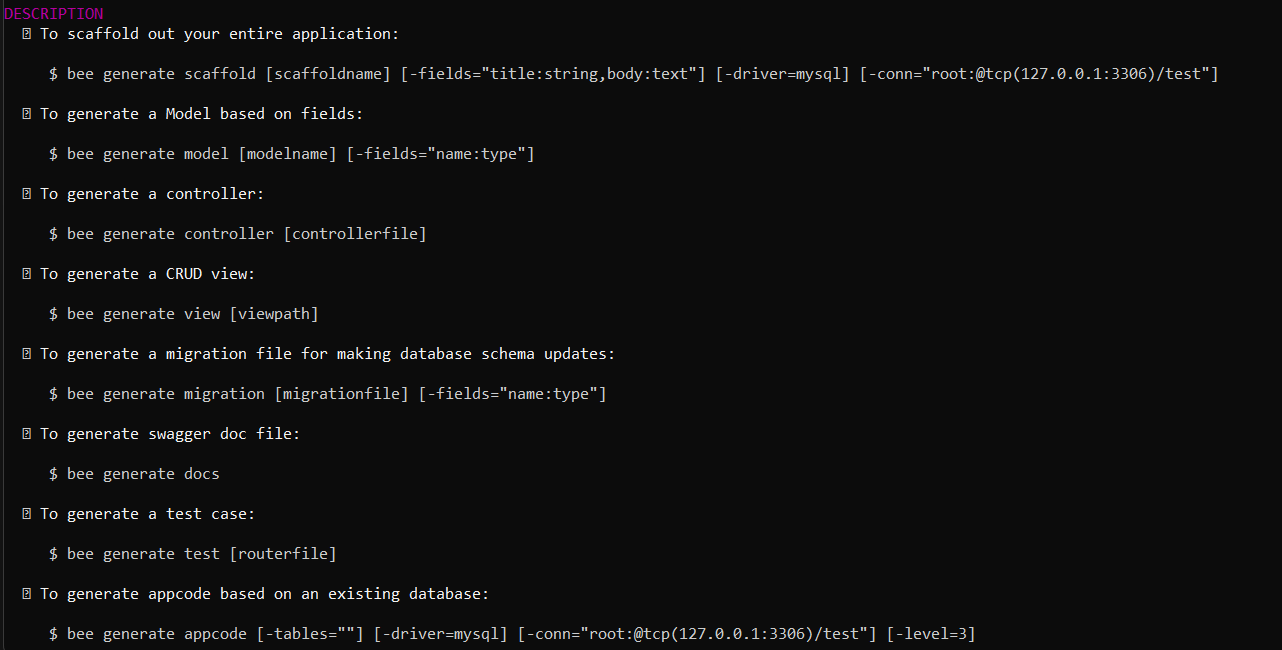 DESCRIPTION
⍰ To scaffold out your entire application:
$ bee generate scaffold [scaffoldname] [-fields="title:string,body:text"] [-driver=mysql] [-conn="root:@tcp(127.0.0.1:3306)/test"]
⍰ To generate a Model based on fields:
$ bee generate model [modelname] [-fields="name:type"]
⍰ To generate a controller:
$ bee generate controller [controllerfile]
⍰ To generate a CRUD view:
$ bee generate view [viewpath]
⍰ To generate a migration file for making database schema updates:
$ bee generate migration [migrationfile] [-fields="name:type"]
⍰ To generate swagger doc file:
$ bee generate docs
⍰ To generate a test case:
$ bee generate test [routerfile]
⍰ To generate appcode based on an existing database:
$ bee generate appcode [-tables=""] [-driver=mysql] [-conn="root:@tcp(127.0.0.1:3306)/test"] [-level=3]